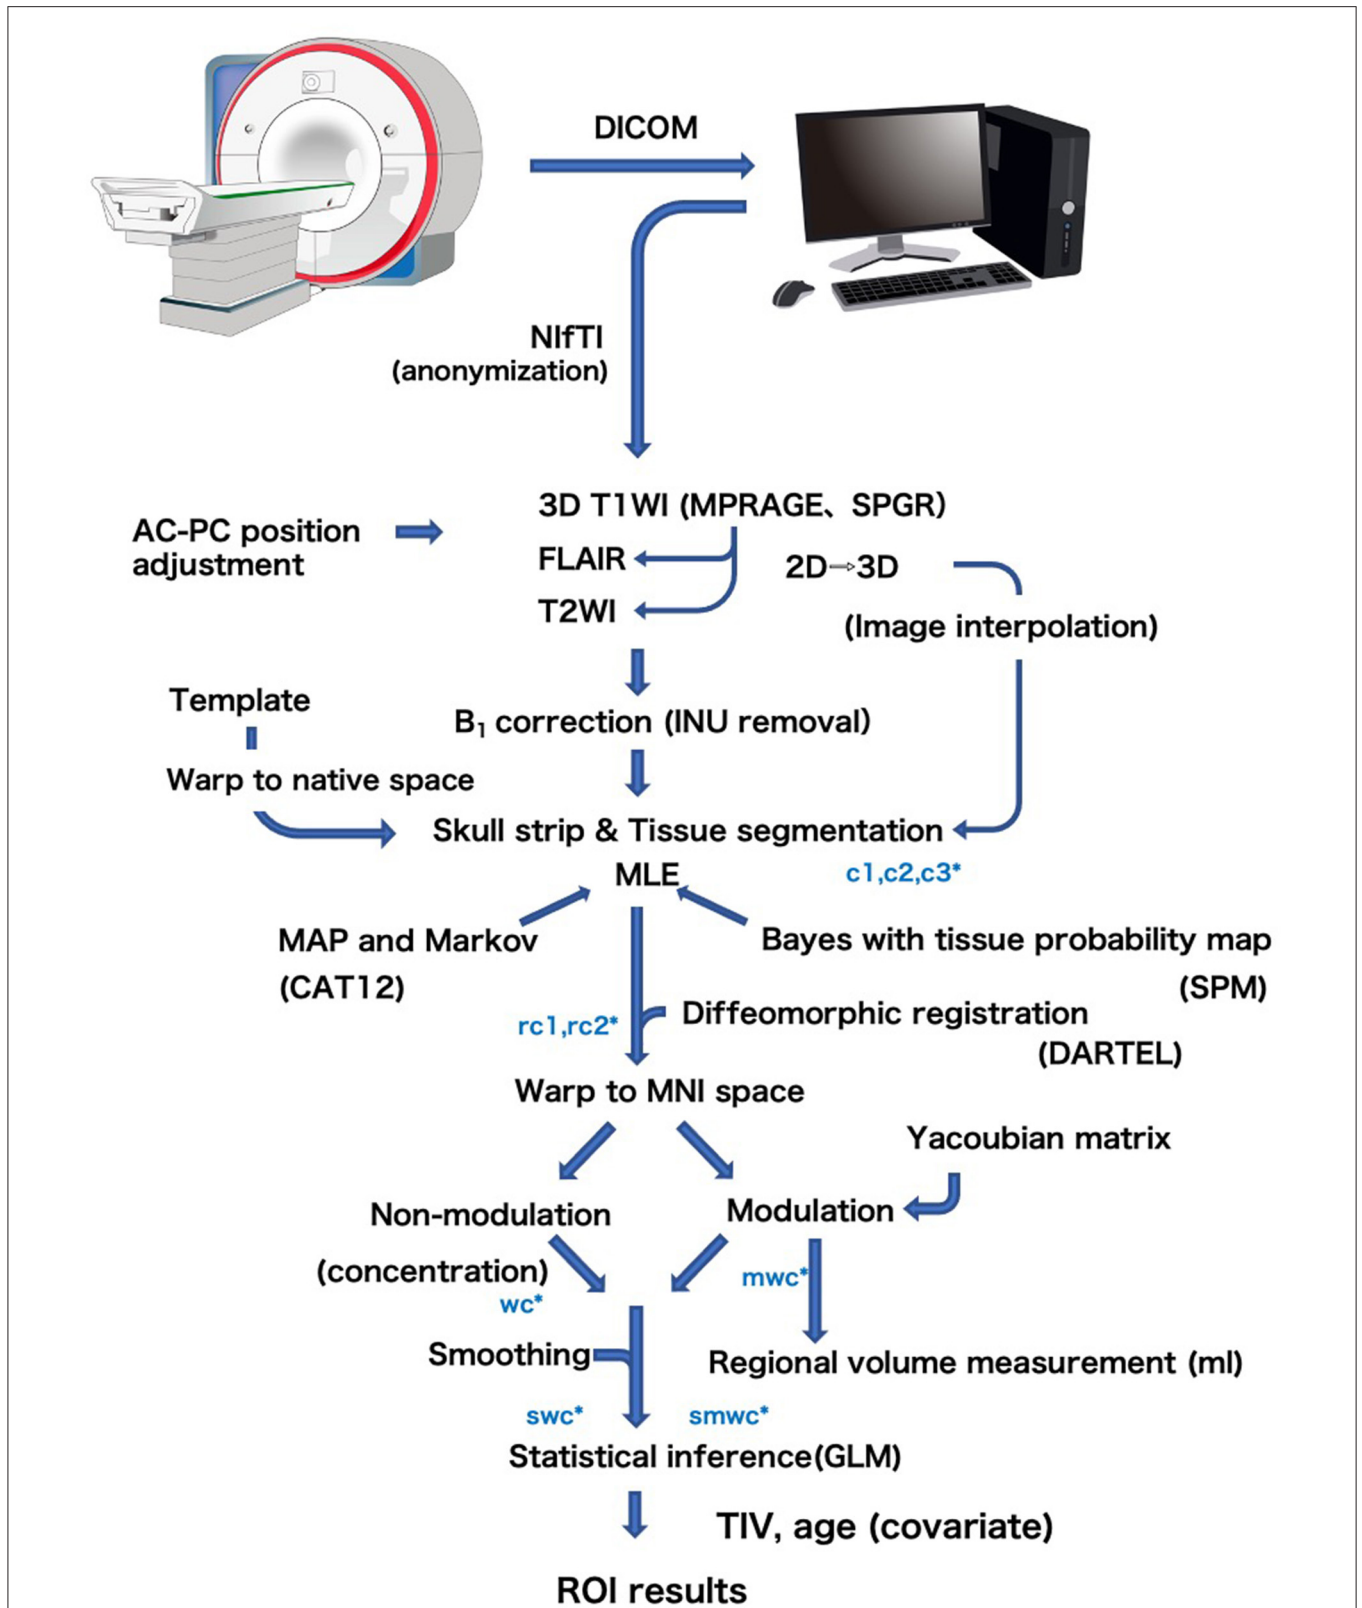 DICOM
NIfTI
(anonymization)
3D T1WI (MPRAGE、SPGR）
AC-PC position
adjustment
FLAIR
2D⇒3D
T2WI
(Image interpolation)
Template
B₁ correction (INU removal）
Warp to native space
Skull strip & Tissue segmentation
MLE
c1,c2,c3*
MAP and Markov
(CAT12)
Bayes with tissue probability map
(SPM)
rc1,rc2*
Diffeomorphic registration
(DARTEL)
Warp to MNI space
Yacoubian matrix
Non-modulation
Modulation
(concentration)
wc*
mwc*
Smoothing
Regional volume measurement (ml)
swc*
smwc*
Statistical inference(GLM)
TIV, age (covariate)
ROI results